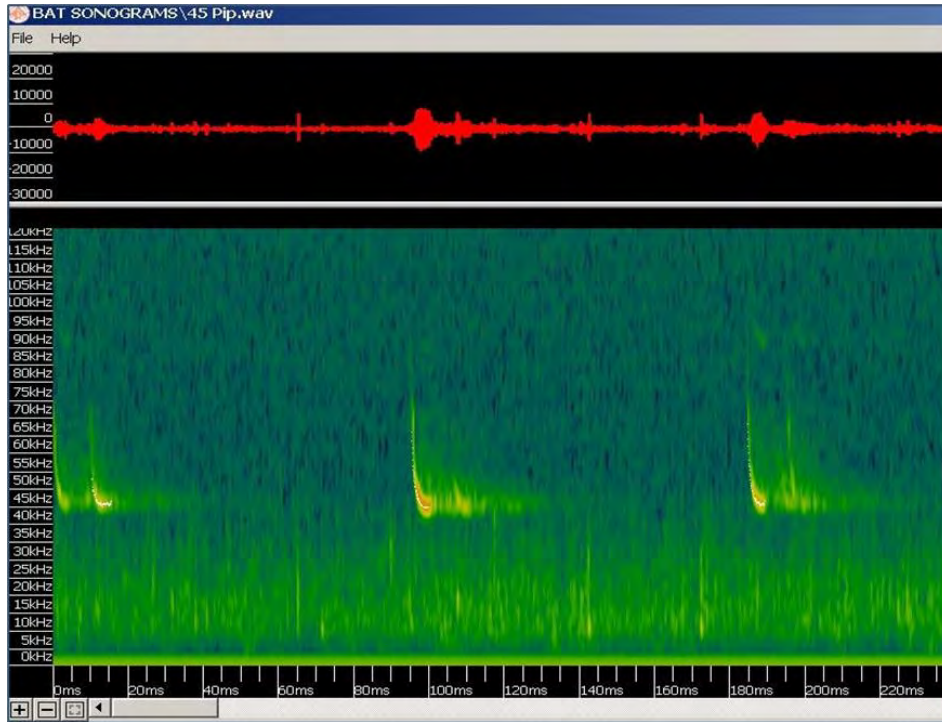 BAT SONOGRAMS\45 Pip.wav
File Help
20000
10000
0
-10000
-20000
-30000
120kHz
115kHz
110kHz
105kHz
100kHz
95kHz
90kHz
85kHz
80kHz
75kHz
70kHz
65kHz
60kHz
55kHz
50kHz
45kHz
40kHz
35kHz
30kHz
25kHz
20kHz
15kHz
10kHz
5kHz
0kHz
0ms 20ms 40ms 60ms 80ms 100ms 120ms 140ms 160ms 180ms 200ms 220ms